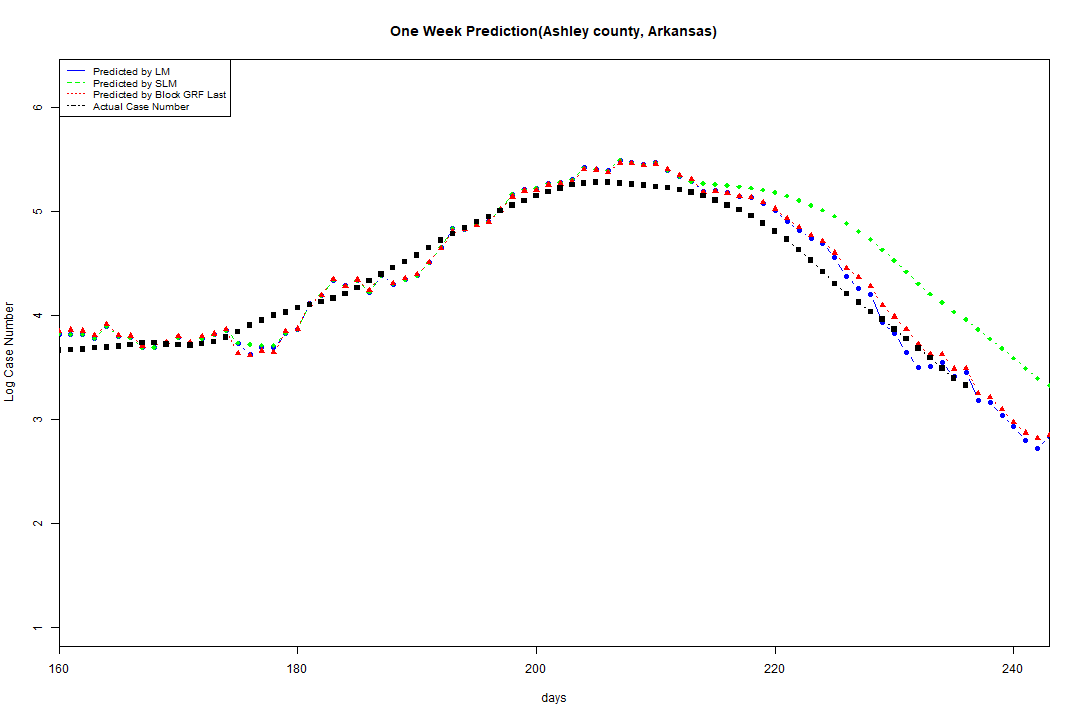 One Week Prediction(Ashley county, Arkansas)
Predicted by LM
Predicted by SLM
Predicted by Block GRF Last
Actual Case Number
6
5
4
3
2
1
Log Case Number
160 180 200 220 240
days